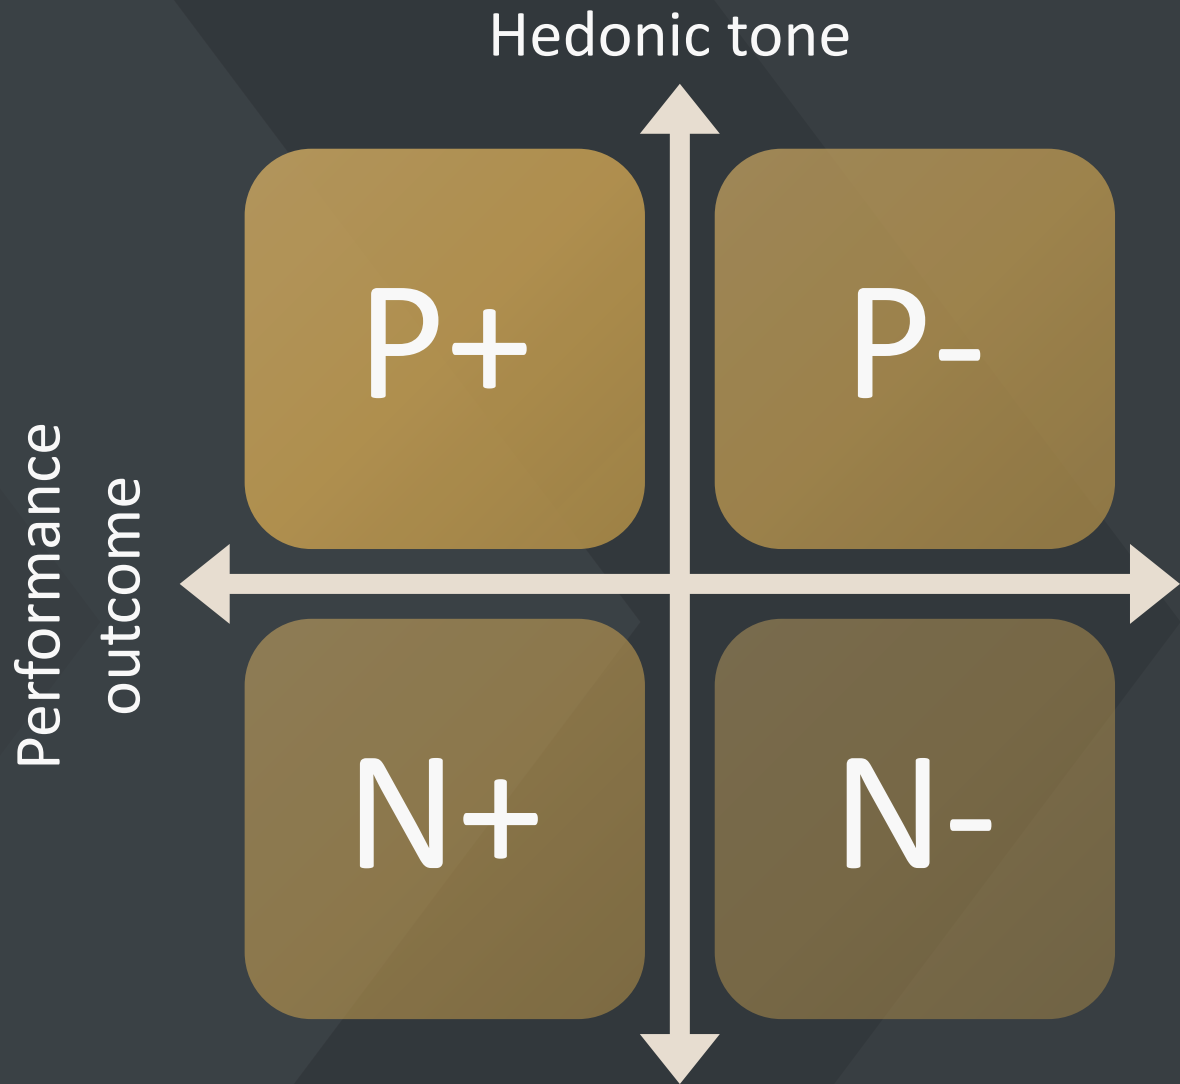 Hedonic tone
P+
P-
Performance
outcome
N+
N-